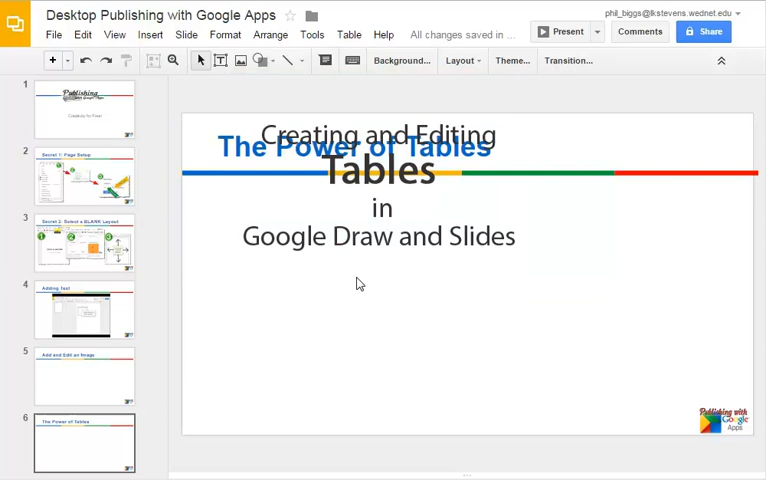 Desktop Publishing with Google Apps
phil_biggs@lkstevens.wednet.edu
File Edit View Insert Slide Format Arrange Tools Table Help All changes saved in ...
Present Comments Share
Background... Layout Theme... Transition...
1
Publishing
Creativity for Free!
2
Secret 1: Page Setup
3
Secret 2: Select a BLANK Layout
4
Adding Text
5
Add and Edit an Image
6
The Power of Tables
Creating and Editing
The Power of Tables
Tables
in
Google Draw and Slides
Publishing with
Google
Apps